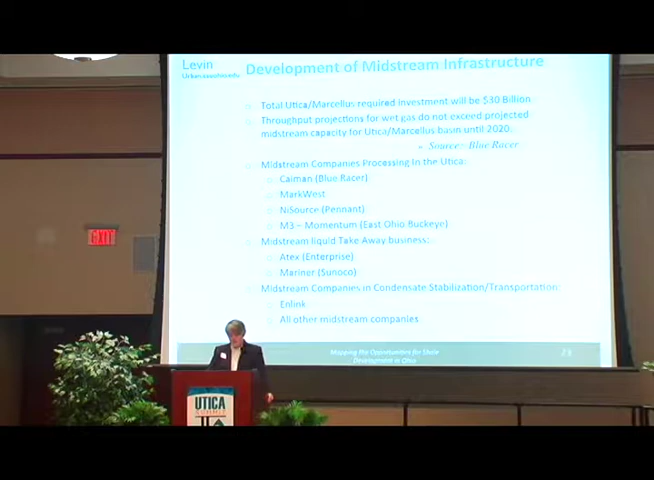 Levin
Urban.csuohio.edu
Development of Midstream Infrastructure
Total Utica/Marcellus required investment will be $30 Billion
Throughput projections for wet gas do not exceed projected
midstream capacity for Utica/Marcellus basin until 2020.
Source– Blue Racer
Midstream Companies Processing in the Utica:
Caiman (Blue Racer)
MarkWest
NiSource (Pennant)
M3 – Momentum (East Ohio Buckeye)
Midstream liquid Take Away business:
Atex (Enterprise)
Mariner (Sunoco)
Midstream Companies in Condensate Stabilization/Transportation:
Enlink
All other midstream companies
Mapping the Opportunities for Shale
Development in Ohio
EXIT
UTICA